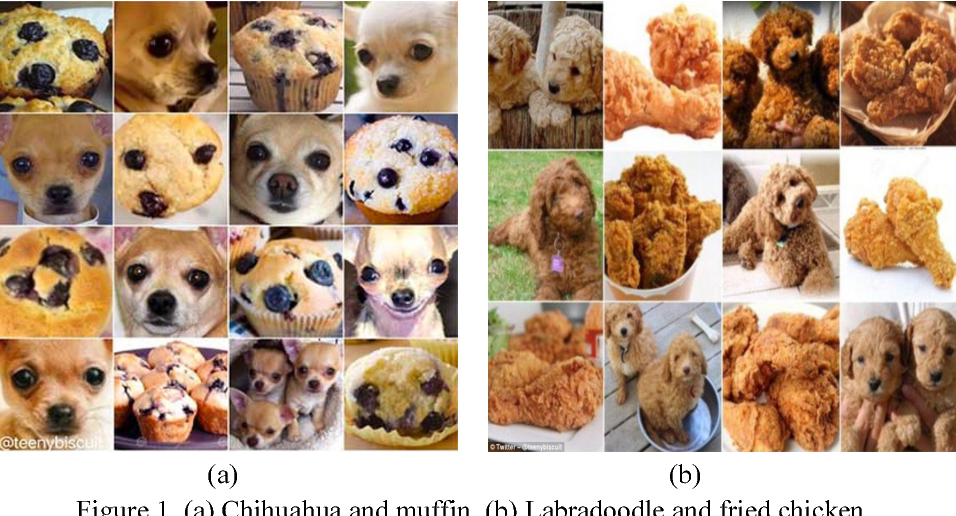 @teenybiscuit
© Twitter – @teenybiscuit
(a)
(b)
Figure 1. (a) Chihuahua and muffin. (b) Labradoodle and fried chicken